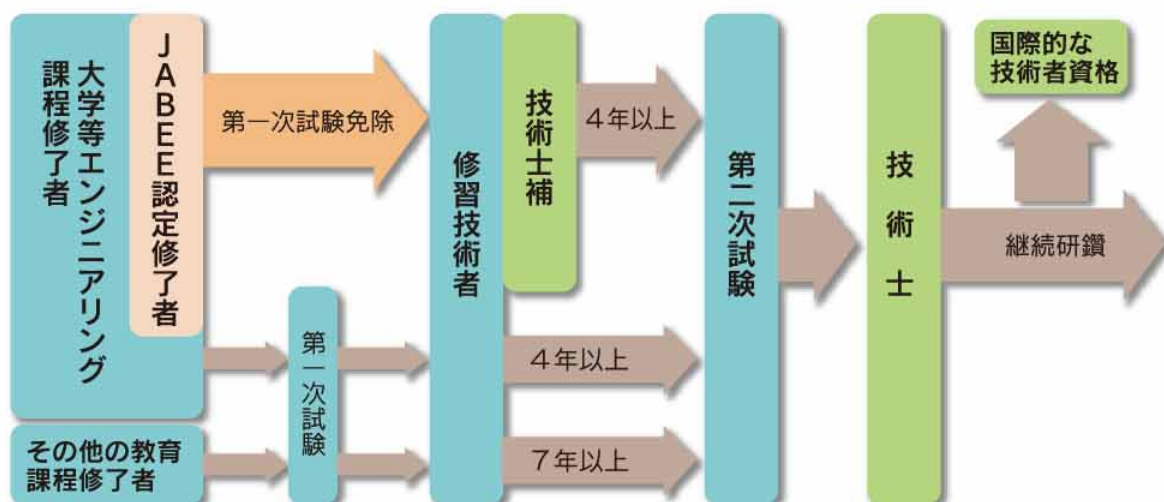 大学等エンジニアリング
課程修了者
JABEE認定修了者
第一次試験免除
その他の教育
課程修了者
第一次試験
修習技術者
技術士補
4年以上
4年以上
7年以上
第二次試験
技術士
国際的な
技術者資格
継続研鑽